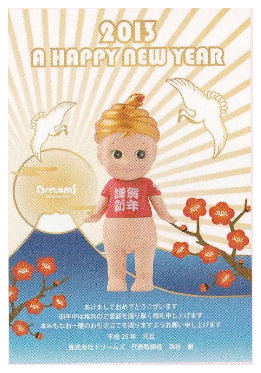 2013
A HAPPY NEW YEAR
Dreams
謹賀
新年
あけましておめでとうございます
旧年中は格別のご愛顧を賜り厚く御礼申し上げます
本年もなお一層のお引き立てを賜りますようお願い申し上げます
平成25年 元旦
株式会社ドリームズ 代表取締役